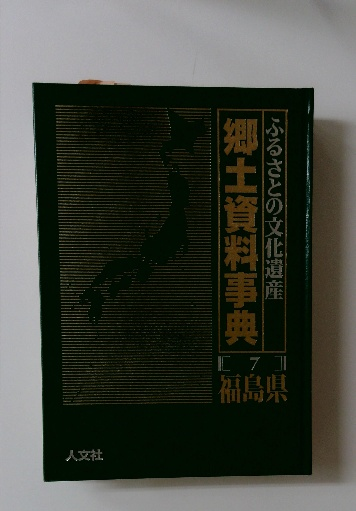 ふるさとの文化遺産
郷土資料事典
7
福島県
人文社